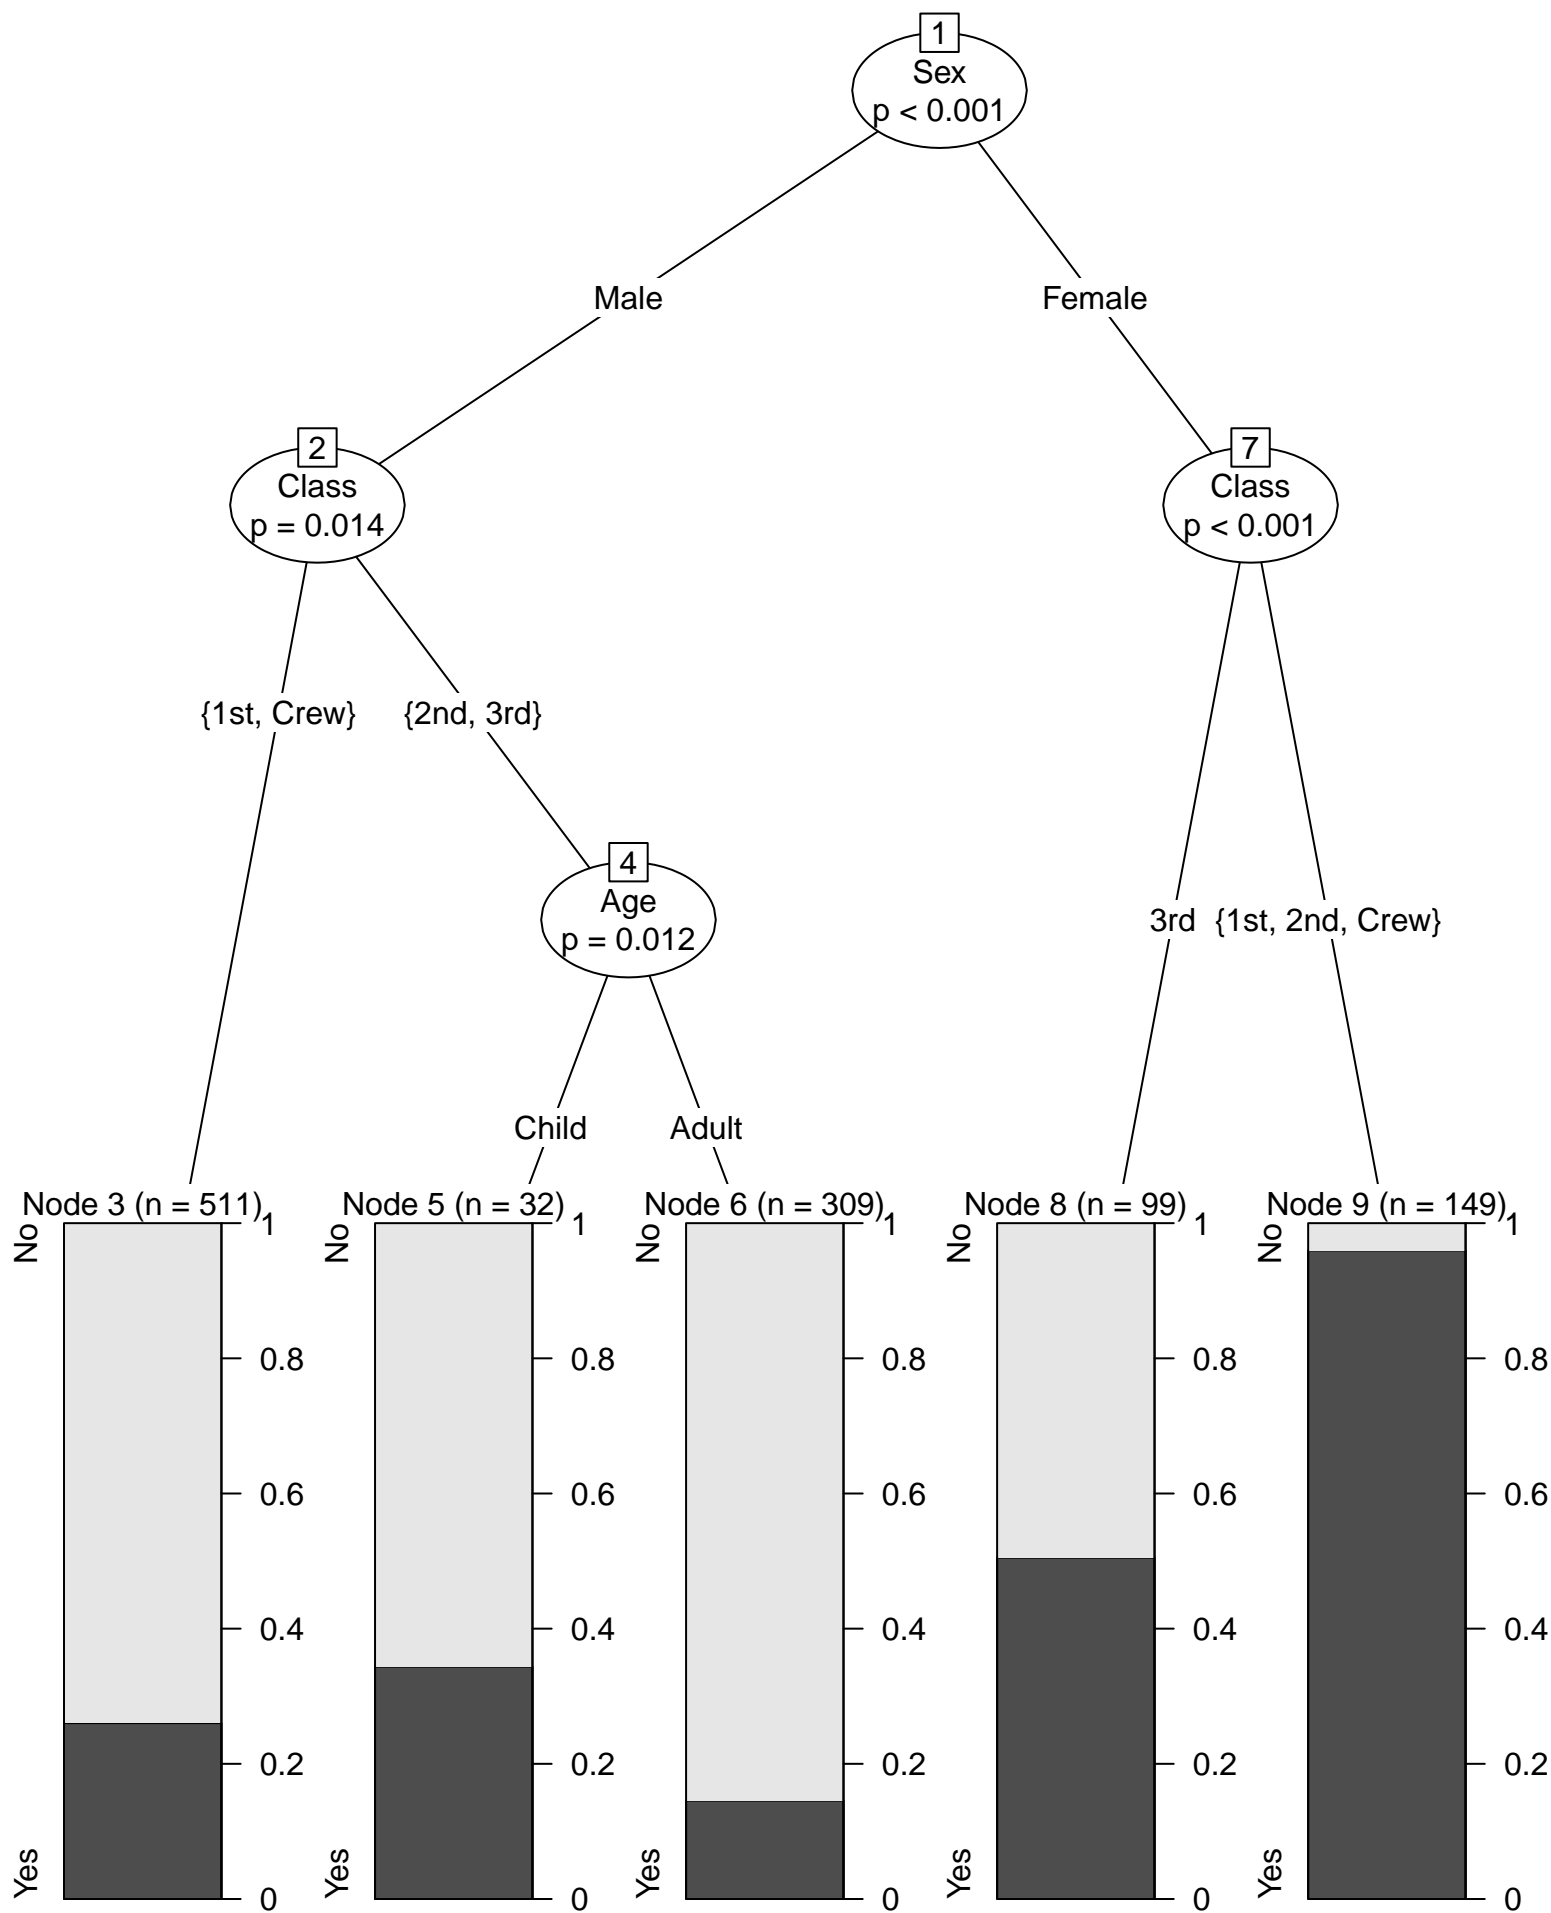 1
Sex
p < 0.001
Male
Female
2
Class
p = 0.014
7
Class
p < 0.001
{1st, Crew}
{2nd, 3rd}
4
Age
p = 0.012
3rd
{1st, 2nd, Crew}
Child
Adult
Node 3 (n = 511)
No
Yes
1
0.8
0.6
0.4
0.2
0
Node 5 (n = 32)
No
Yes
1
0.8
0.6
0.4
0.2
0
Node 6 (n = 309)
No
Yes
1
0.8
0.6
0.4
0.2
0
Node 8 (n = 99)
No
Yes
1
0.8
0.6
0.4
0.2
0
Node 9 (n = 149)
No
Yes
1
0.8
0.6
0.4
0.2
0